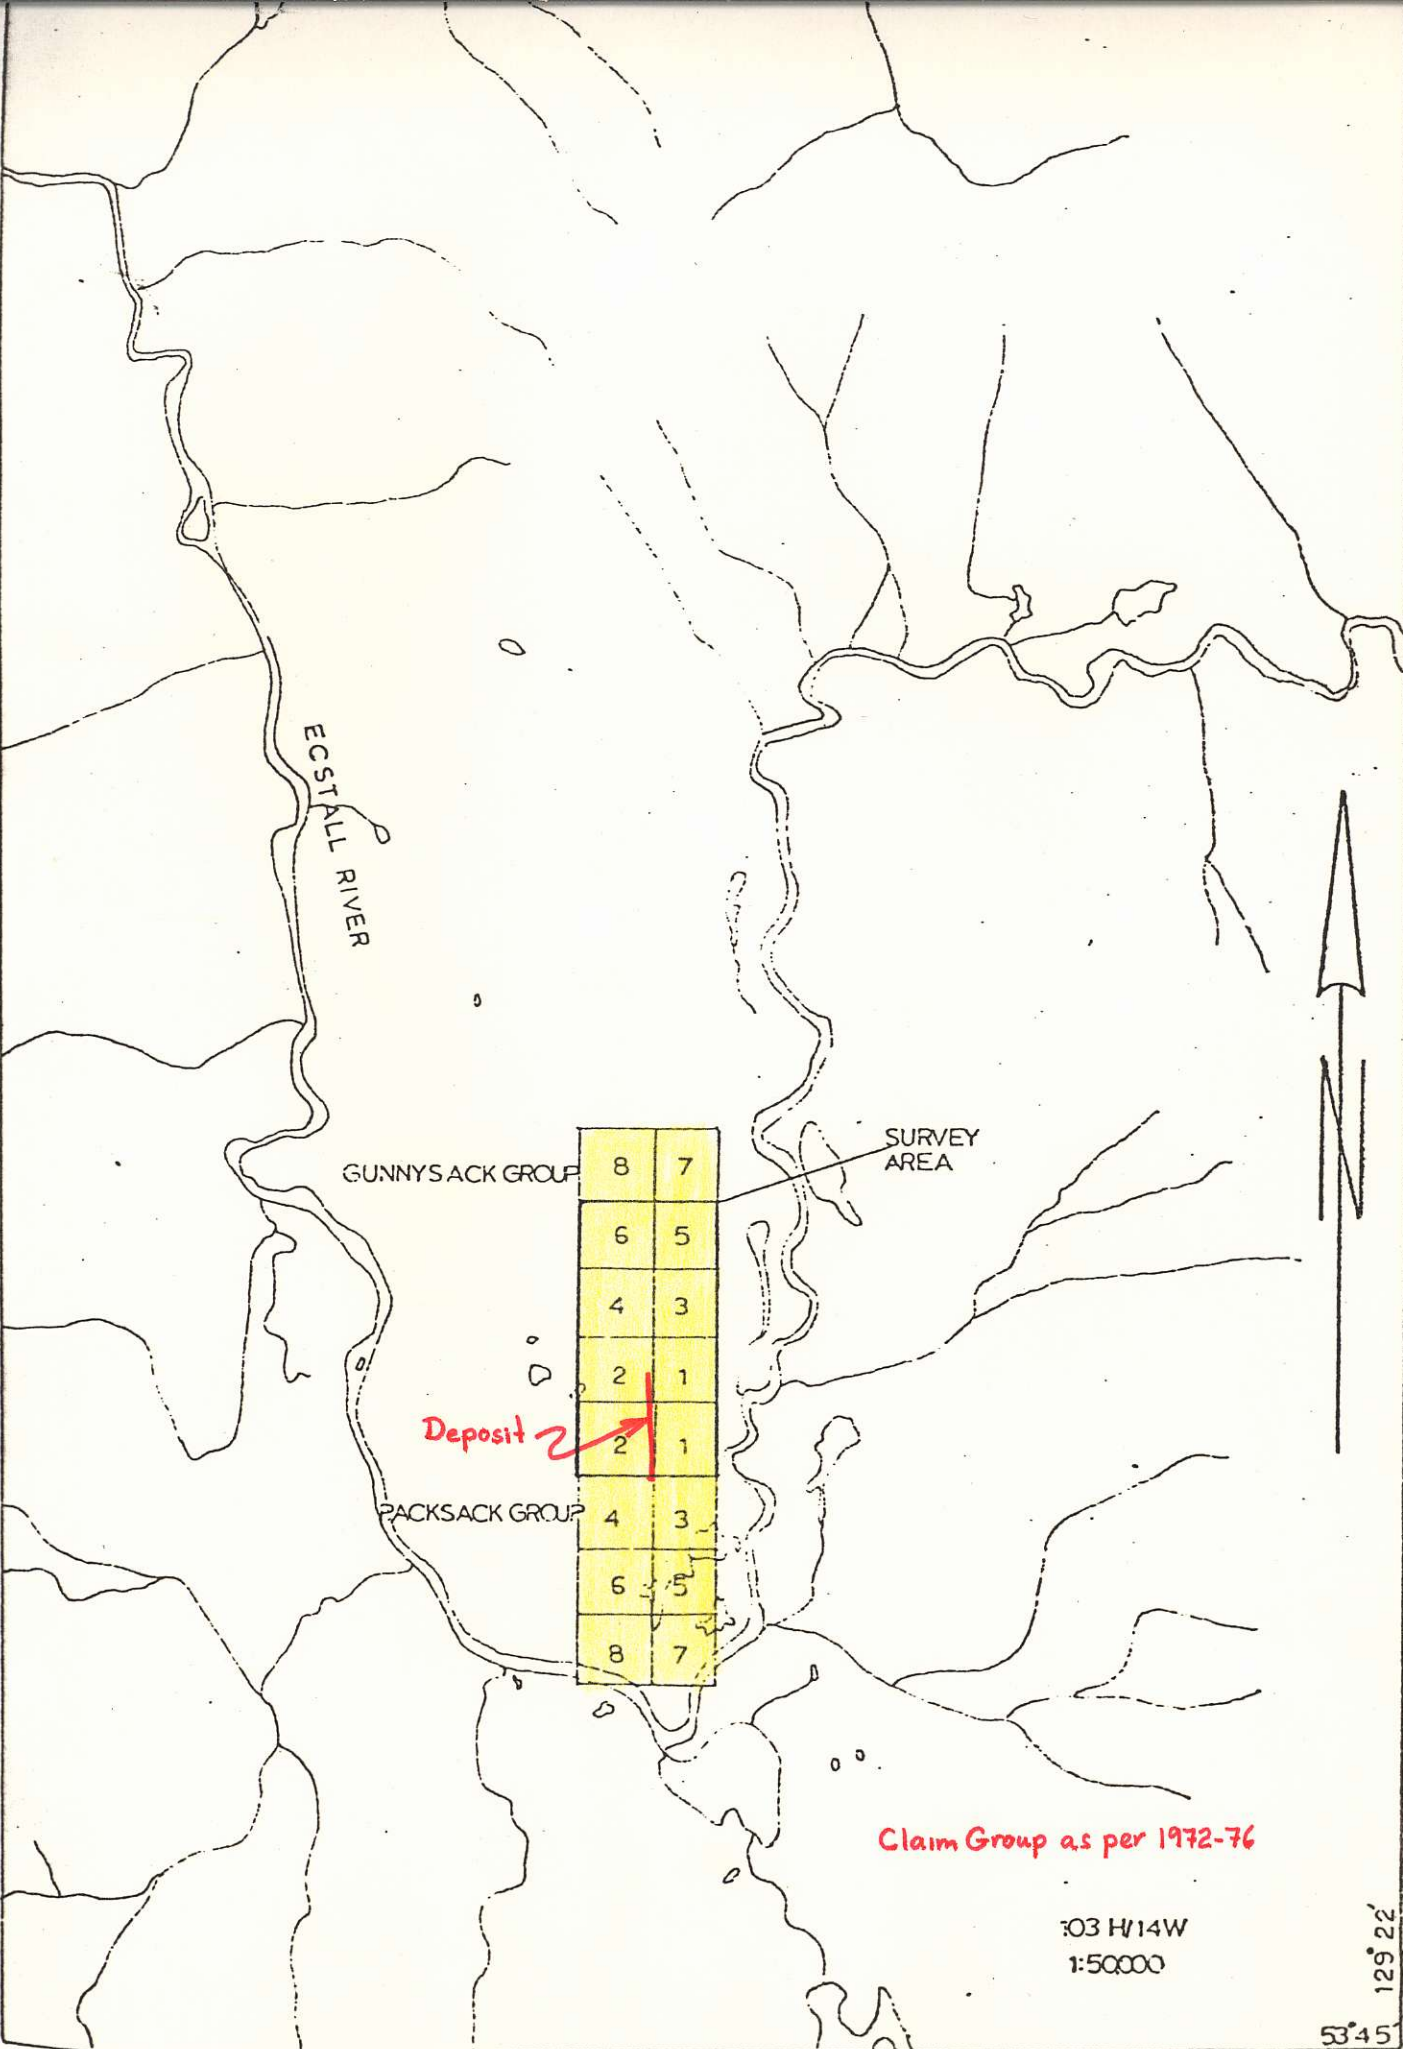 ECSTALL RIVER
SURVEY
AREA
GUNNYSACK GROUP
8 7
6 5
4 3
2 1
Deposit
2 1
PACKSACK GROUP
4 3
6 5
8 7
N
Claim Group as per 1972-76
103 H/14W
1:50000
129°22'
53°45'